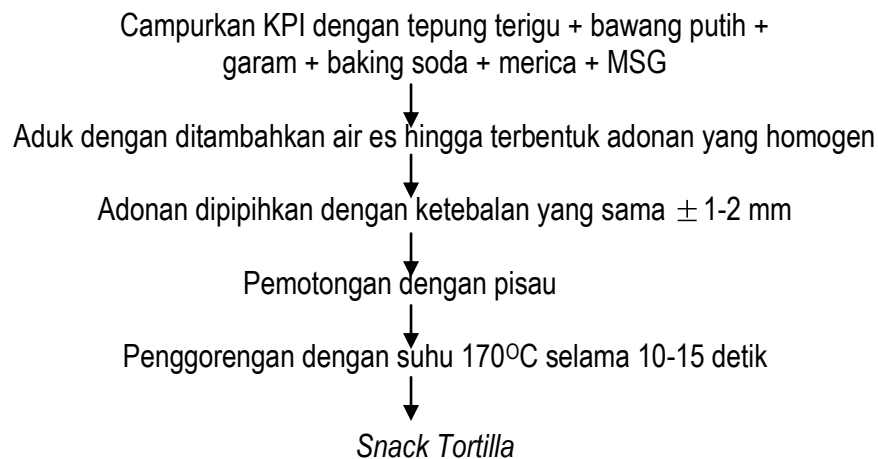 Campurkan KPI dengan tepung terigu + bawang putih +
garam + baking soda + merica + MSG
Aduk dengan ditambahkan air es hingga terbentuk adonan yang homogen
Adonan dipipihkan dengan ketebalan yang sama ± 1-2 mm
Pemotongan dengan pisau
Penggorengan dengan suhu 170ᴼC selama 10-15 detik
Snack Tortilla